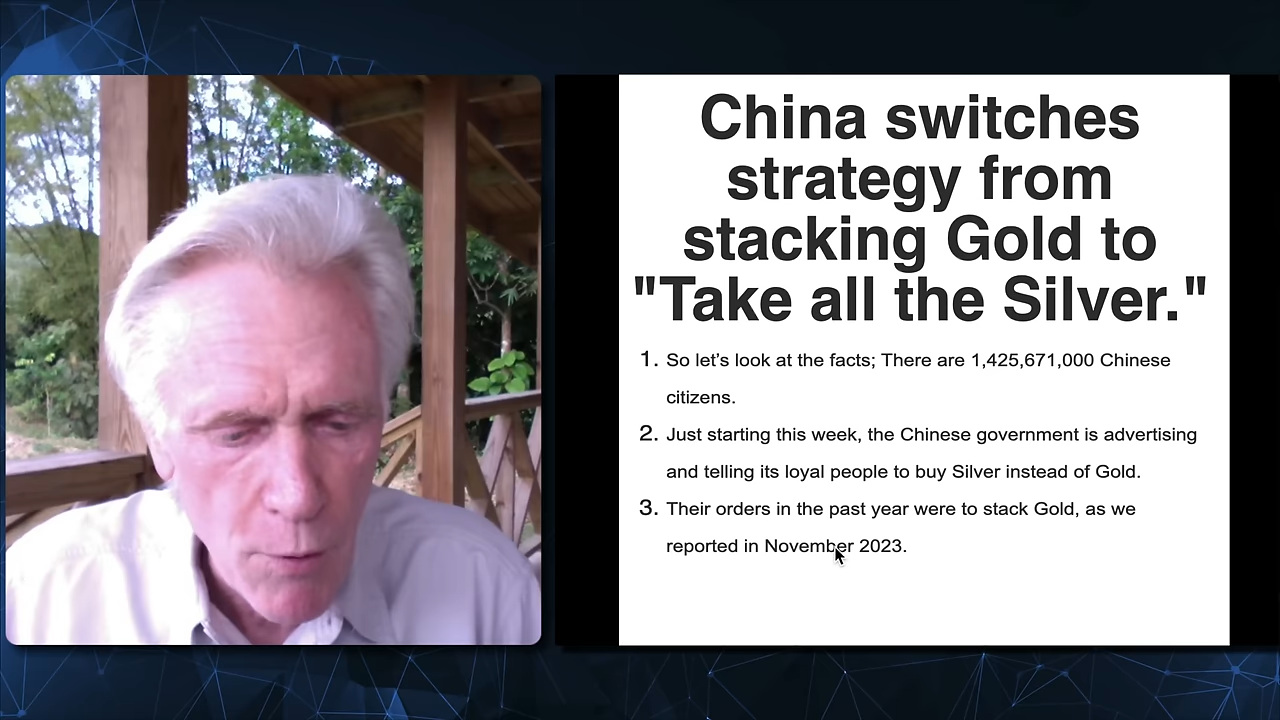 China switches
strategy from
stacking Gold to
"Take all the Silver."
1. So let’s look at the facts; There are 1,425,671,000 Chinese
citizens.
2. Just starting this week, the Chinese government is advertising
and telling its loyal people to buy Silver instead of Gold.
3. Their orders in the past year were to stack Gold, as we
reported in November 2023.